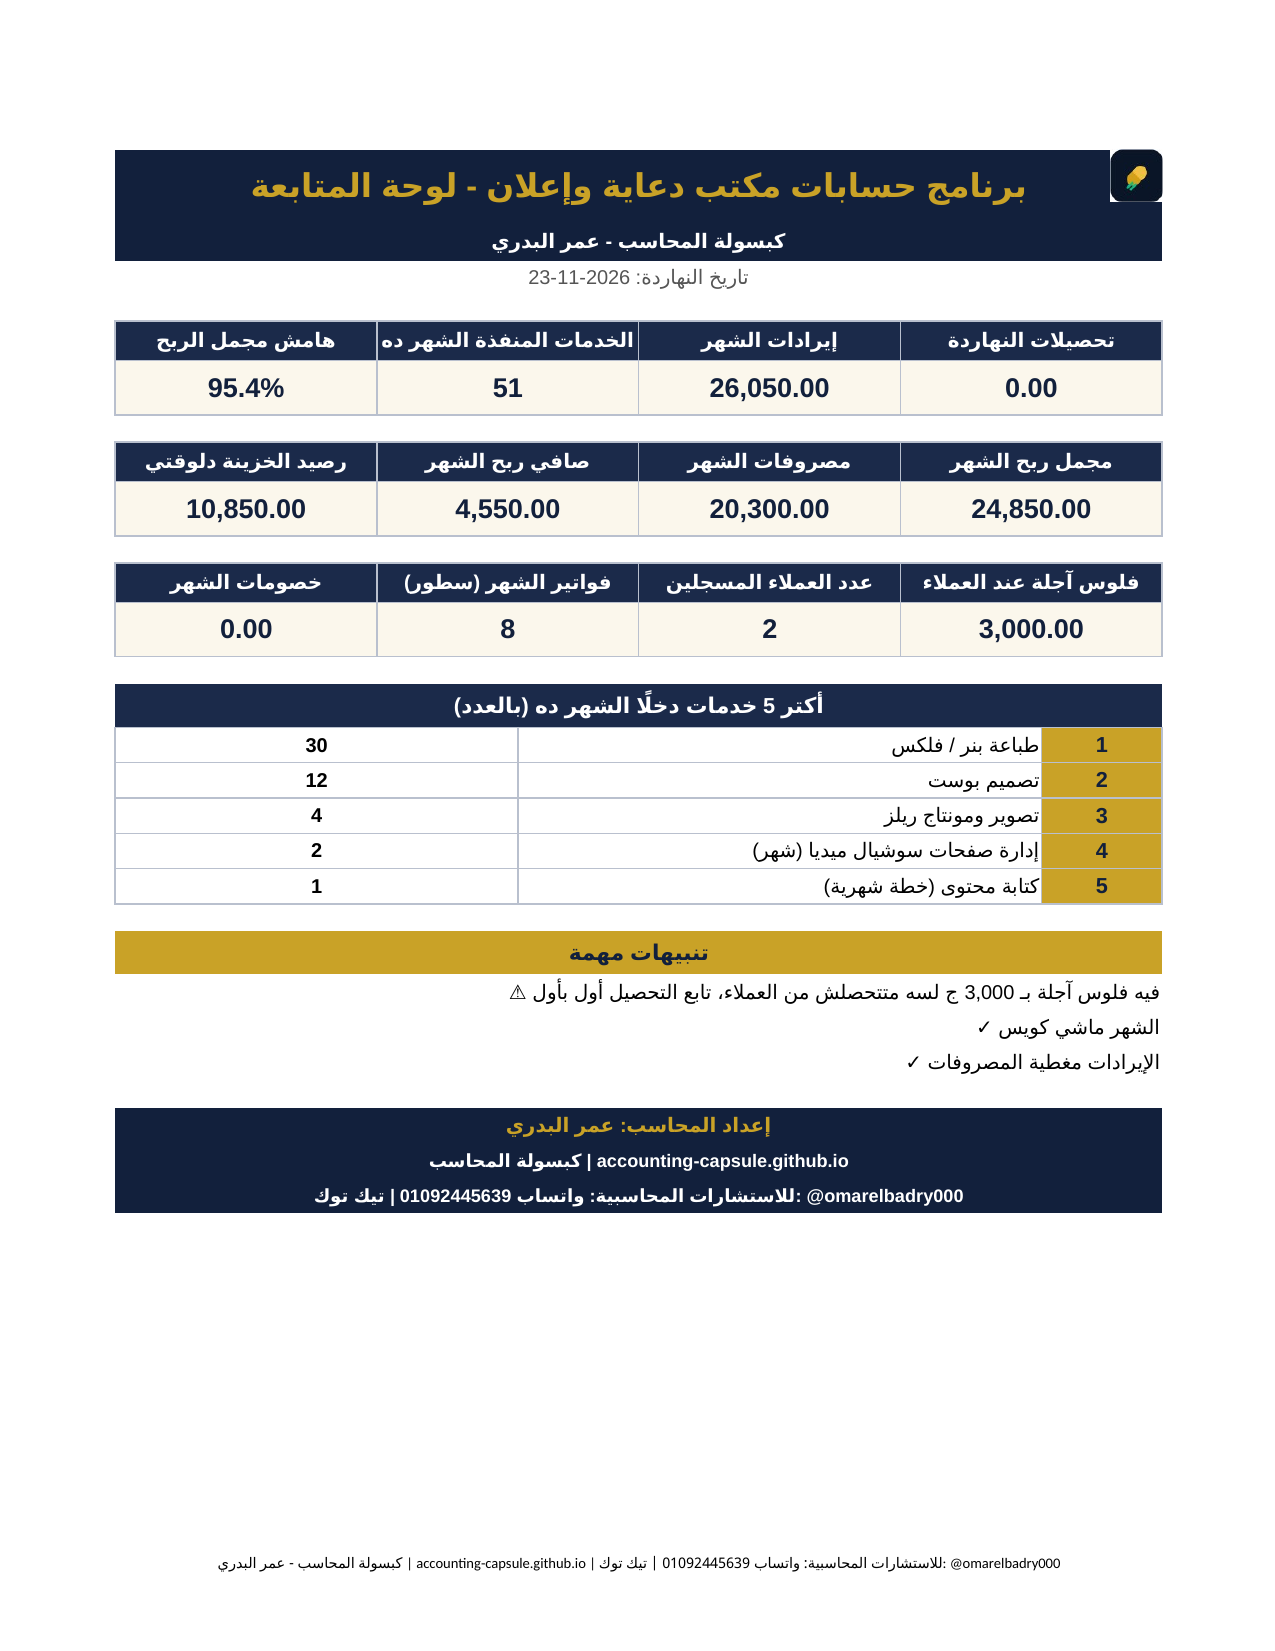 برنامج حسابات مكتب دعاية وإعلان - لوحة المتابعة
كبسولة المحاسب - عمر البدري
تاريخ النهاردة: 2026-11-23
تحصيلات النهاردة
إيرادات الشهر
الخدمات المنفذة الشهر ده
هامش مجمل الربح
0.00
26,050.00
51
95.4%
مجمل ربح الشهر
مصروفات الشهر
صافي ربح الشهر
رصيد الخزينة دلوقتي
24,850.00
20,300.00
4,550.00
10,850.00
فلوس آجلة عند العملاء
عدد العملاء المسجلين
فواتير الشهر (سطور)
خصومات الشهر
3,000.00
2
8
0.00
أكتر 5 خدمات دخلًا الشهر ده (بالعدد)
1 طباعة بنر / فلكس 30
2 تصميم بوست 12
3 تصوير ومونتاج ريلز 4
4 إدارة صفحات سوشيال ميديا (شهر) 2
5 كتابة محتوى (خطة شهرية) 1
تنبيهات مهمة
فيه فلوس آجلة بـ 3,000 ج لسه متتحصلش من العملاء، تابع التحصيل أول بأول ⚠
الشهر ماشي كويس ✓
الإيرادات مغطية المصروفات ✓
إعداد المحاسب: عمر البدري
كبسولة المحاسب | accounting-capsule.github.io
للاستشارات المحاسبية: واتساب 01092445639 | تيك توك: @omarelbadry000
كبسولة المحاسب - عمر البدري | accounting-capsule.github.io | للاستشارات المحاسبية: واتساب 01092445639 | تيك توك: @omarelbadry000